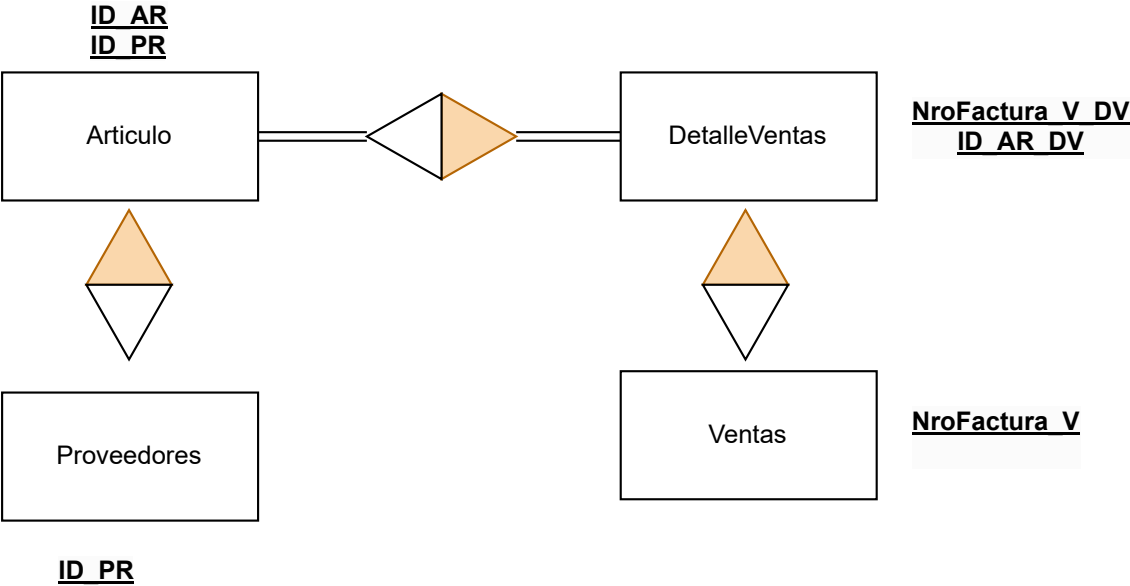 ID_AR
ID_PR
Articulo
DetalleVentas
NroFactura_V_DV
ID_AR_DV
Proveedores
Ventas
NroFactura_V
ID_PR